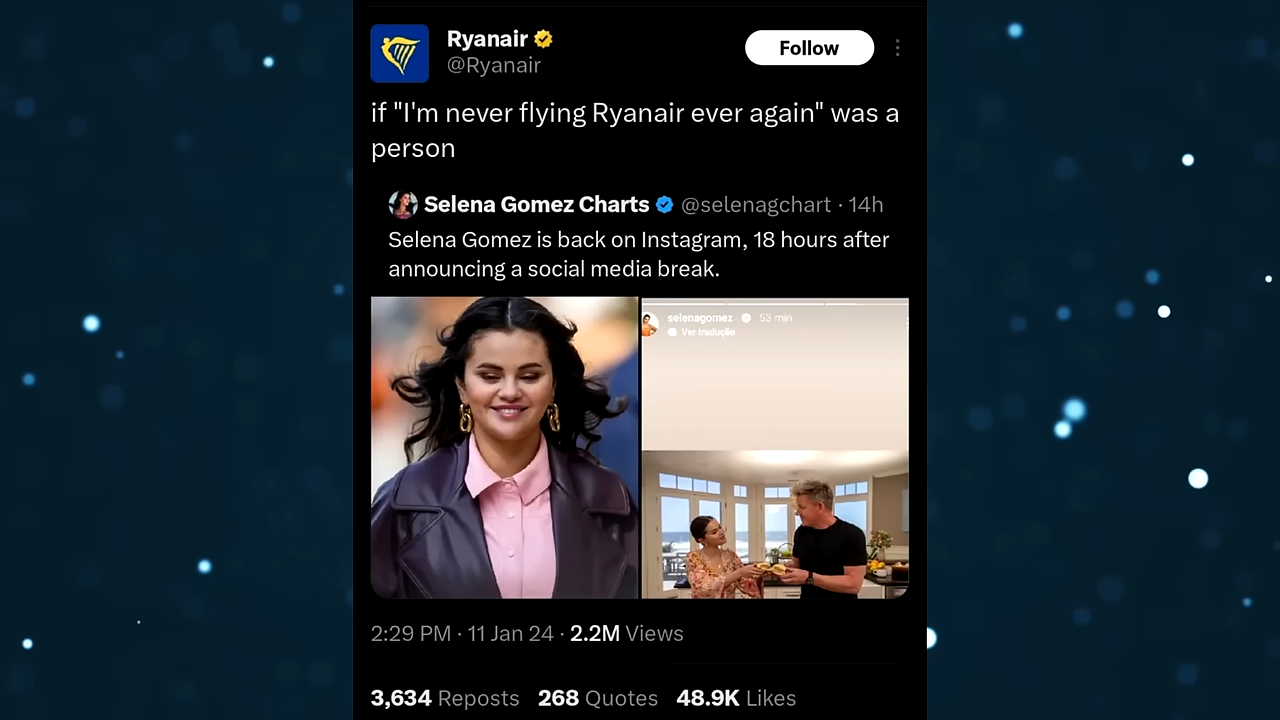 Ryanair
@Ryanair
Follow
if "I'm never flying Ryanair ever again" was a
person
Selena Gomez Charts @selenagchart · 14h
Selena Gomez is back on Instagram, 18 hours after
announcing a social media break.
selenagomez 53 min
Ver tradução
2:29 PM · 11 Jan 24 · 2.2M Views
3,634 Reposts 268 Quotes 48.9K Likes